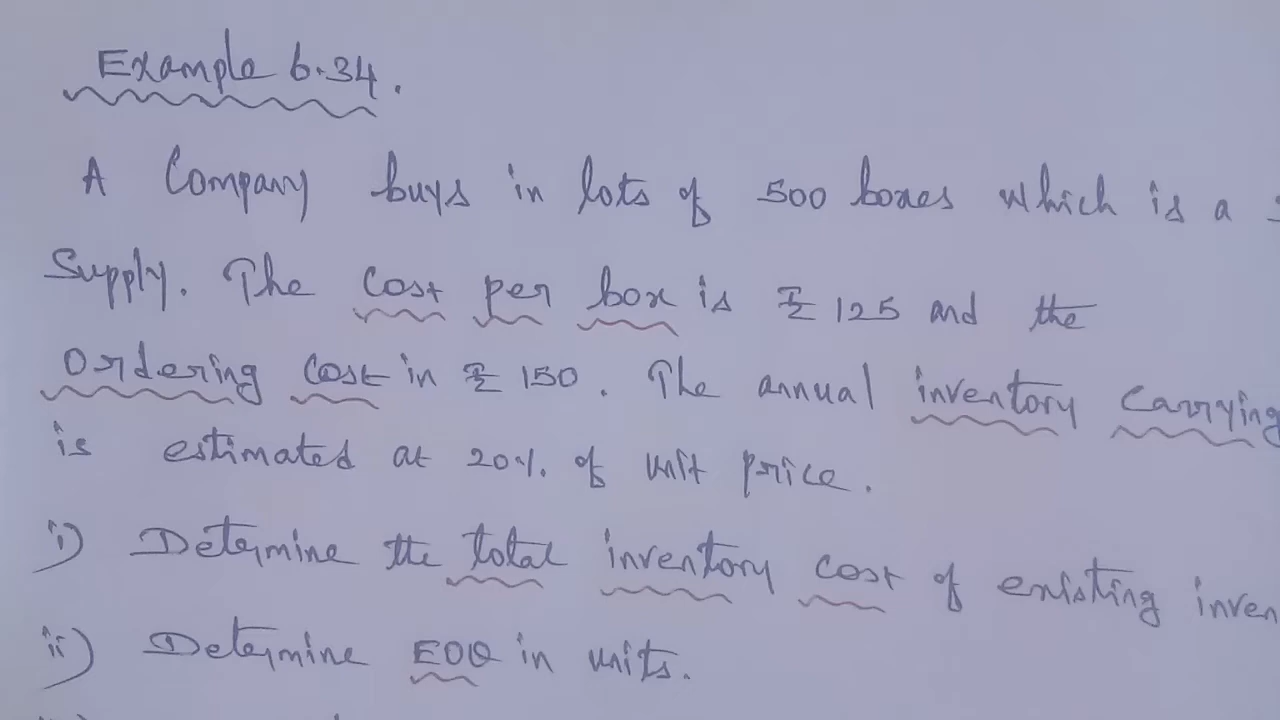 Example 6.34.
A Company buys in lots of 500 boxes which is a
Supply. The cost per box is ₹ 125 and the
Ordering cost in ₹ 150. The annual inventory carrying
is estimated at 20%. of unit price.
i) Determine the total inventory cost of existing inven
ii) Determine EOQ in units.